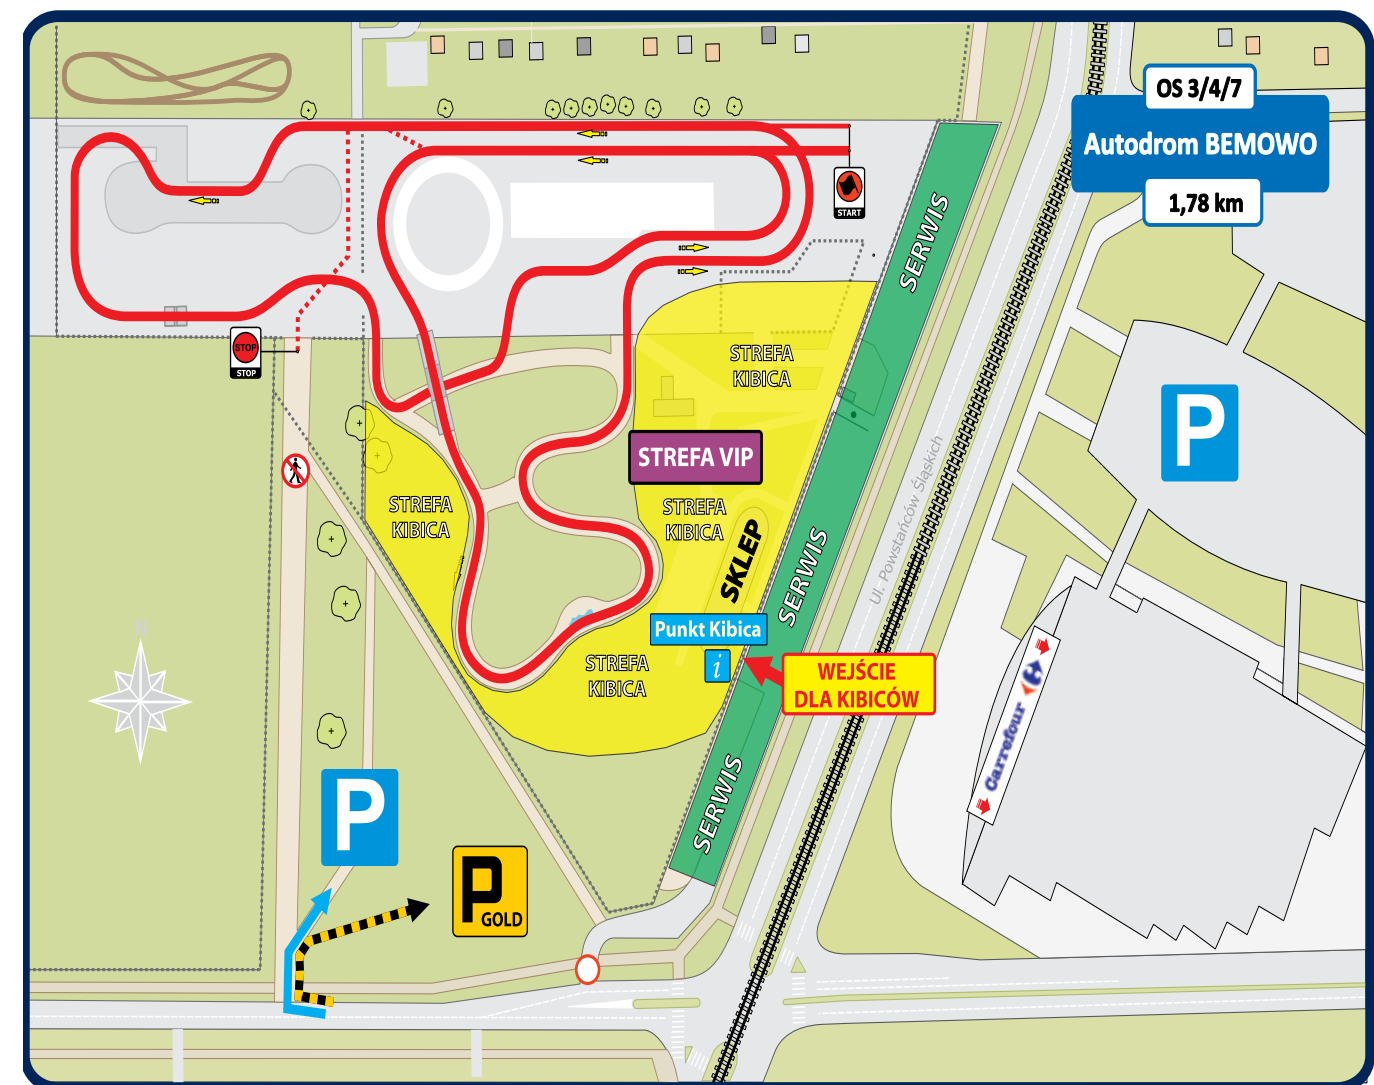 OS 3/4/7
Autodrom BEMOWO
1,78 km
START
SERWIS
STOP
STOP
STREFA
KIBICA
STREFA VIP
STREFA
KIBICA
STREFA
KIBICA
SKLEP
SERWIS
Ul. Powstańców Śląskich
P
N
Punkt Kibica
i
STREFA
KIBICA
WEJŚCIE
DLA KIBICÓW
Carrefour
SERWIS
P
P
GOLD